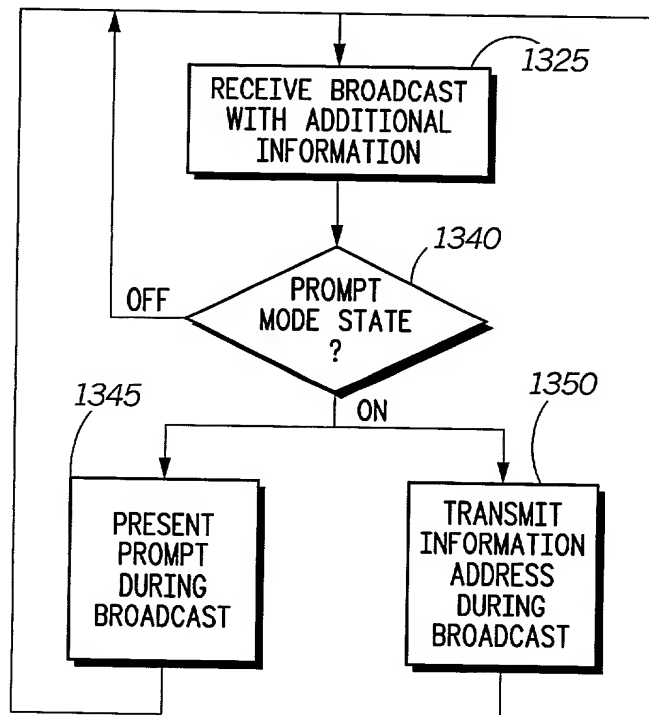 1325
RECEIVE BROADCAST
WITH ADDITIONAL
INFORMATION
1340
OFF
PROMPT
MODE STATE
?
ON
1345
1350
PRESENT
PROMPT
DURING
BROADCAST
TRANSMIT
INFORMATION
ADDRESS
DURING
BROADCAST